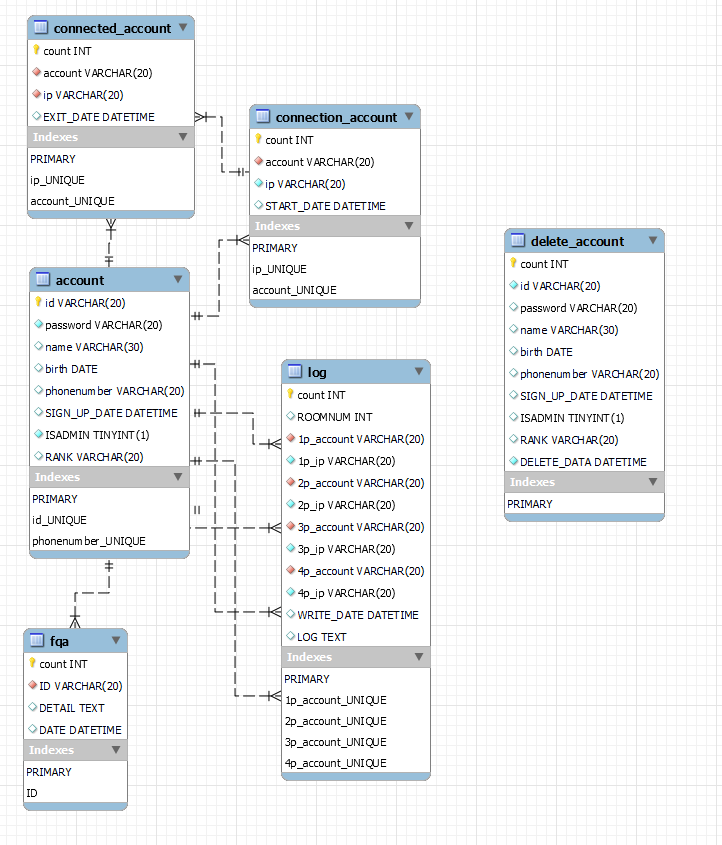 connected_account
count INT
account VARCHAR(20)
ip VARCHAR(20)
EXIT_DATE DATETIME
Indexes
PRIMARY
ip_UNIQUE
account_UNIQUE
connection_account
count INT
account VARCHAR(20)
ip VARCHAR(20)
START_DATE DATETIME
Indexes
PRIMARY
ip_UNIQUE
account_UNIQUE
delete_account
count INT
id VARCHAR(20)
password VARCHAR(20)
name VARCHAR(30)
birth DATE
phonenumber VARCHAR(20)
SIGN_UP_DATE DATETIME
ISADMIN TINYINT(1)
RANK VARCHAR(20)
DELETE_DATA DATETIME
Indexes
PRIMARY
account
id VARCHAR(20)
password VARCHAR(20)
name VARCHAR(30)
birth DATE
phonenumber VARCHAR(20)
SIGN_UP_DATE DATETIME
ISADMIN TINYINT(1)
RANK VARCHAR(20)
Indexes
PRIMARY
id_UNIQUE
phonenumber_UNIQUE
log
count INT
ROOMNUM INT
1p_account VARCHAR(20)
1p_ip VARCHAR(20)
2p_account VARCHAR(20)
2p_ip VARCHAR(20)
3p_account VARCHAR(20)
3p_ip VARCHAR(20)
4p_account VARCHAR(20)
4p_ip VARCHAR(20)
WRITE_DATE DATETIME
LOG TEXT
Indexes
PRIMARY
1p_account_UNIQUE
2p_account_UNIQUE
3p_account_UNIQUE
4p_account_UNIQUE
fqa
count INT
ID VARCHAR(20)
DETAIL TEXT
DATE DATETIME
Indexes
PRIMARY
ID